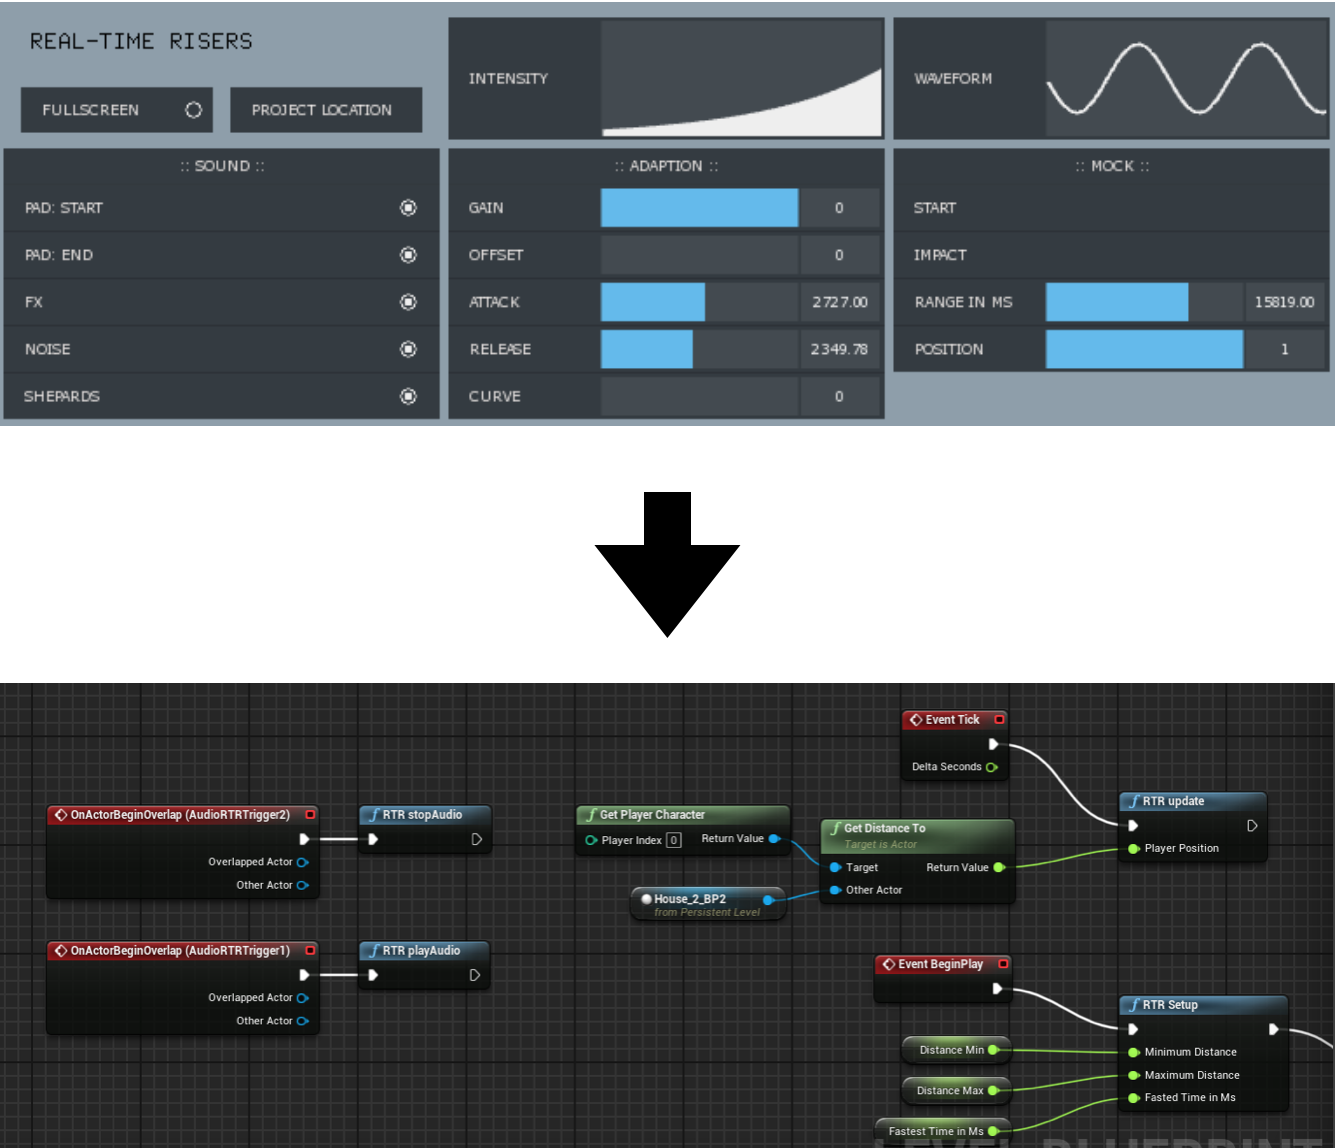 REAL-TIME RISERS
FULLSCREEN
PROJECT LOCATION
INTENSITY
WAVEFORM
:: SOUND ::
PAD: START
PAD: END
FX
NOISE
SHEPARDS
:: ADAPTION ::
GAIN 0
OFFSET 0
ATTACK 2727.00
RELEASE 2349.78
CURVE 0
:: MOCK ::
START
IMPACT
RANGE IN MS 15819.00
POSITION 1
Event Tick
Delta Seconds
RTR update
Player Position
OnActorBeginOverlap (AudioRTRTrigger2)
Overlapped Actor
Other Actor
RTR stopAudio
Get Player Character
Player Index 0 Return Value
Get Distance To
Target is Actor
Target Return Value
Other Actor
House_2_BP2
from Persistent Level
OnActorBeginOverlap (AudioRTRTrigger1)
Overlapped Actor
Other Actor
RTR playAudio
Event BeginPlay
RTR Setup
Minimum Distance
Maximum Distance
Fasted Time in Ms
Distance Min
Distance Max
Fastest Time in Ms